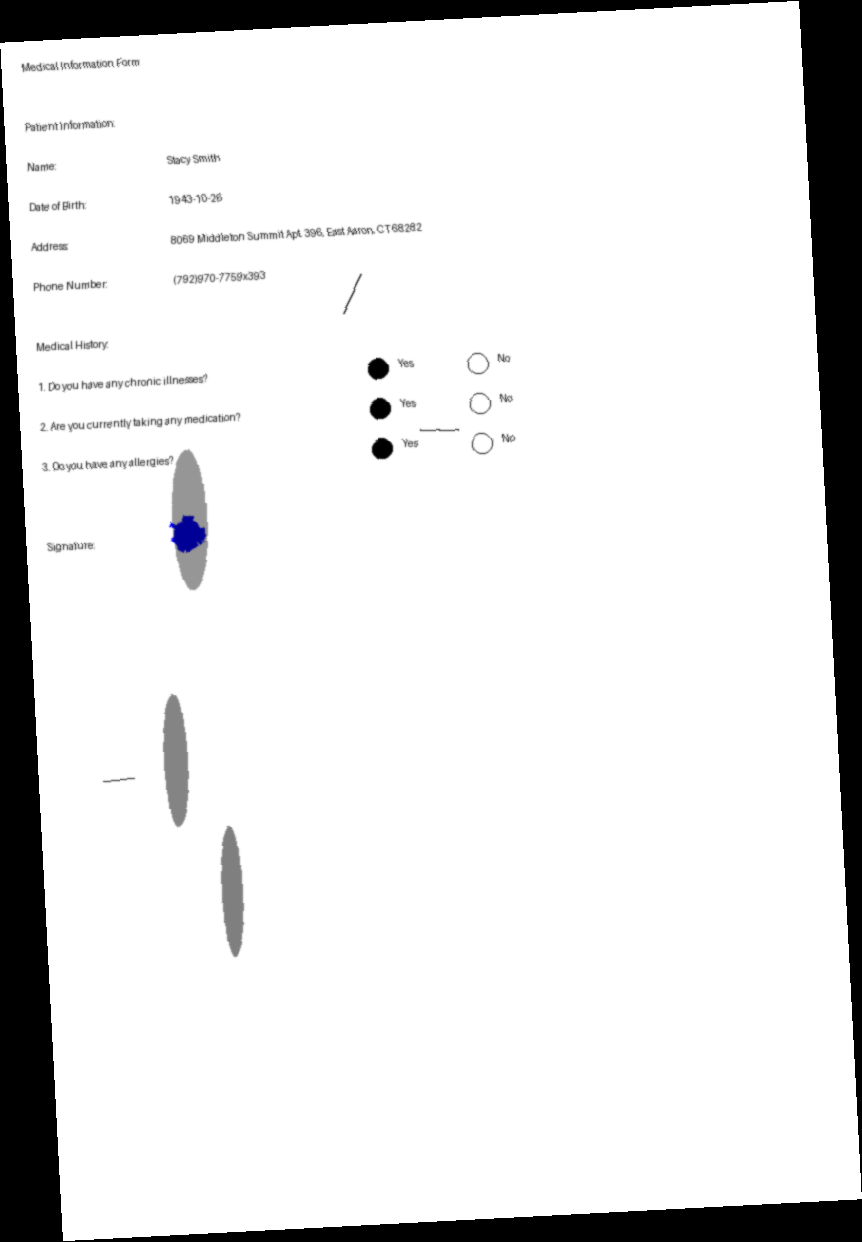 Medical Information Form
Patient Information:
Name: Stacy Smith
Date of Birth: 1943-10-26
Address: 8069 Middleton Summit Apt. 396, East Aaron, CT 68282
Phone Number: (792)970-7759x393
Medical History:
1. Do you have any chronic illnesses? Yes No
2. Are you currently taking any medication? Yes No
3. Do you have any allergies? Yes No
Signature: